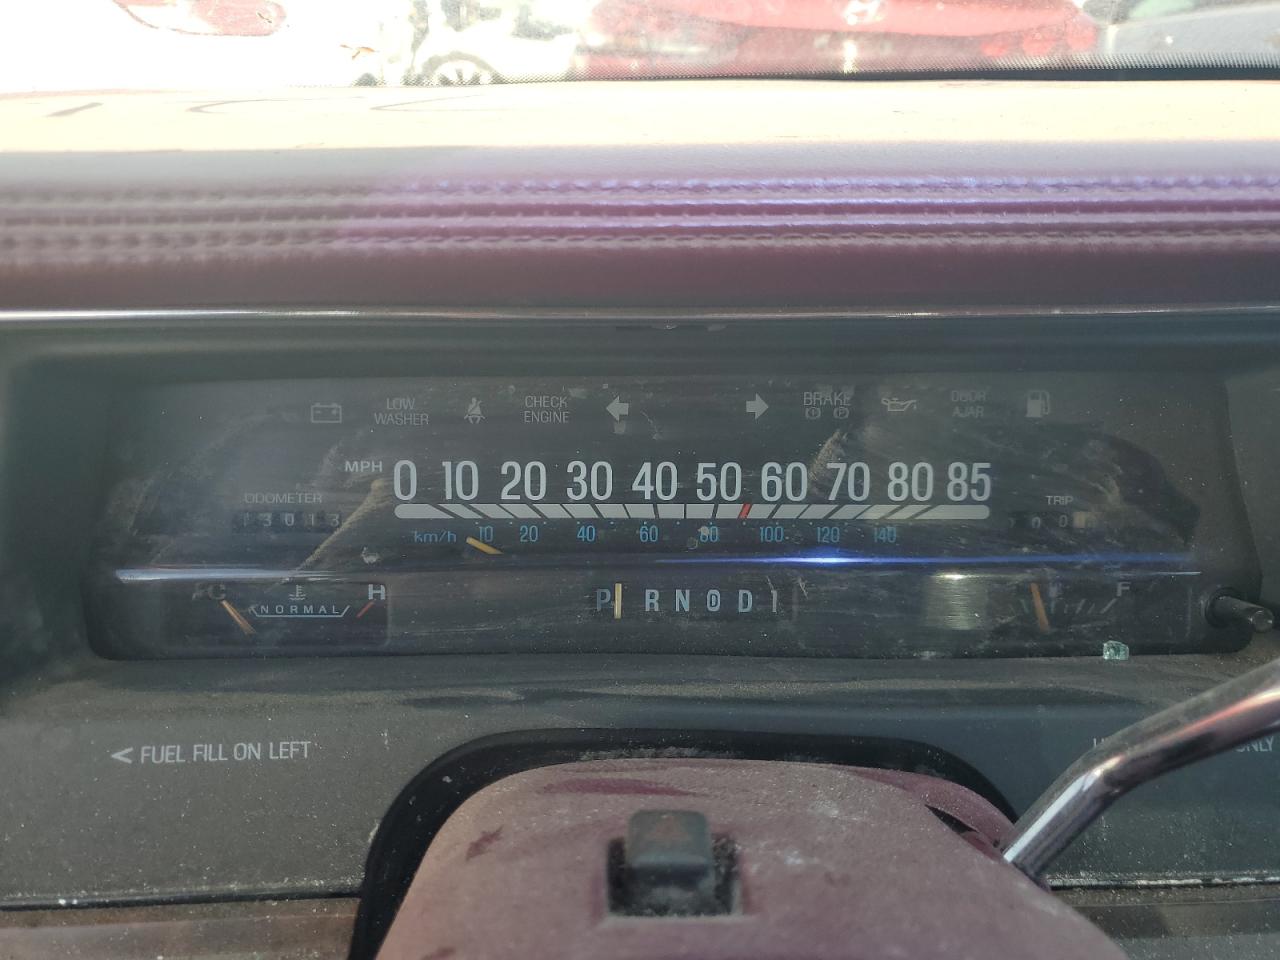 LOW
WASHER
CHECK
ENGINE
BRAKE
DOOR
AJAR
MPH 0 10 20 30 40 50 60 70 80 85
ODOMETER
TRIP
km/h 10 20 40 60 80 100 120 140
C NORMAL H
P R N D D 1
F
< FUEL FILL ON LEFT
ONLY